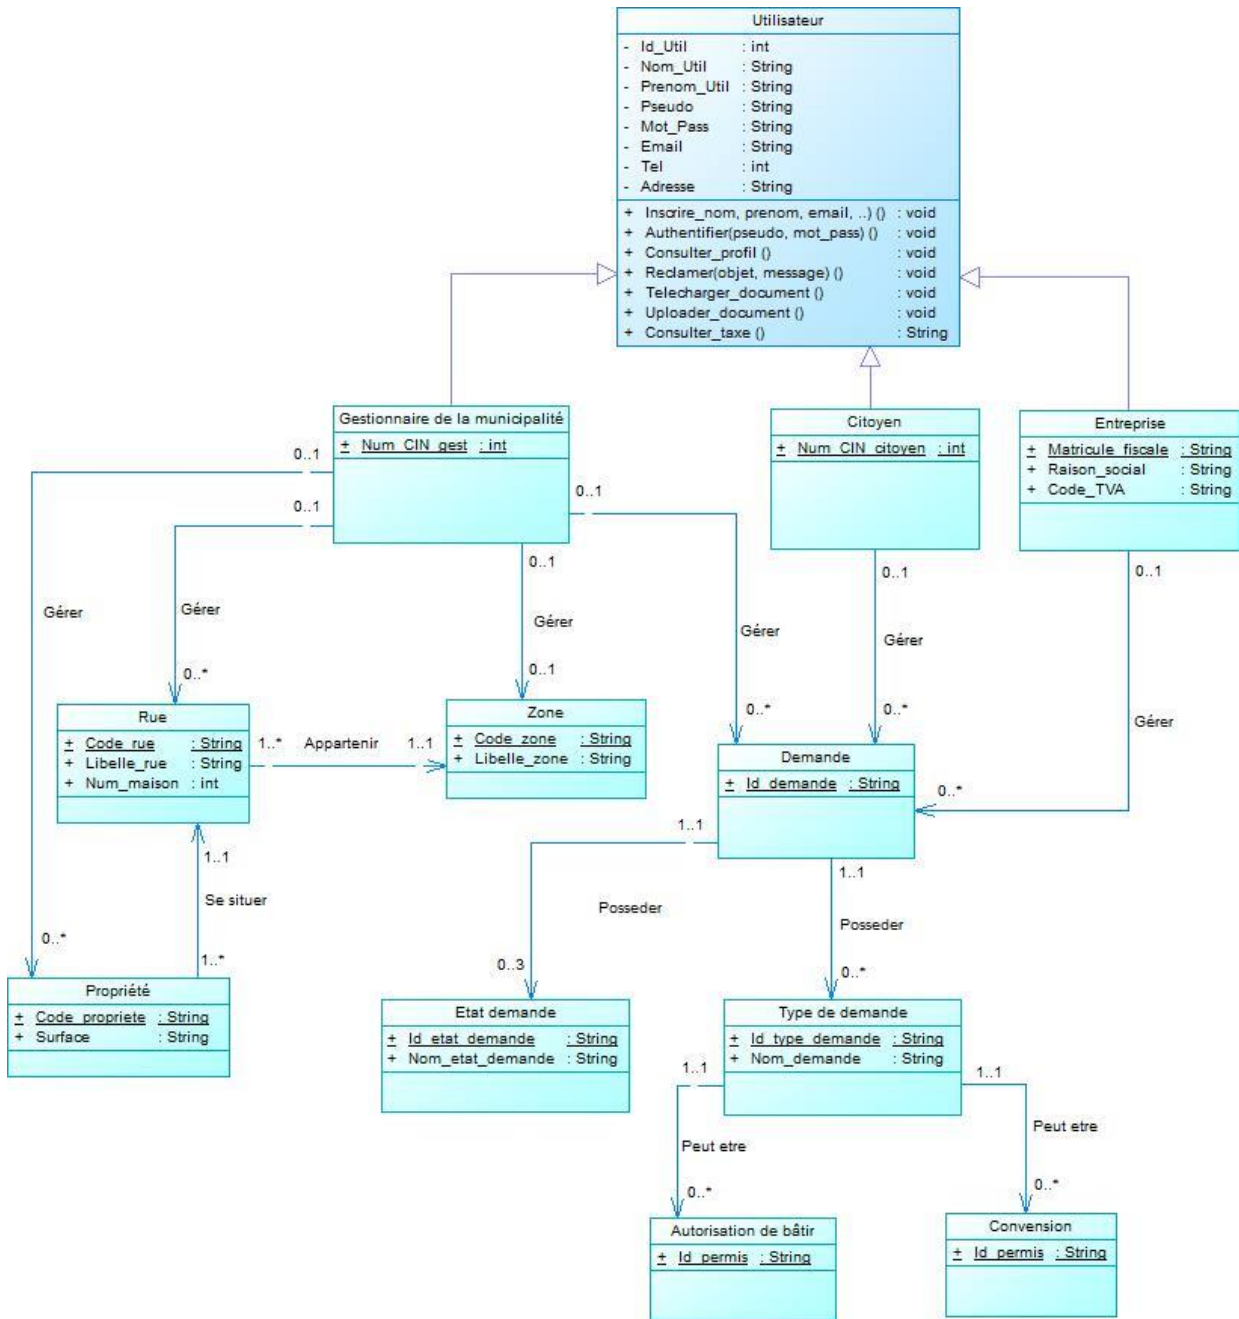 Utilisateur
- Id_Util : int
- Nom_Util : String
- Prenom_Util : String
- Pseudo : String
- Mot_Pass : String
- Email : String
- Tel : int
- Adresse : String
+ Inscrire_nom, prenom, email, ..) () : void
+ Authentifier(pseudo, mot_pass) () : void
+ Consulter_profil () : void
+ Reclamer(objet, message) () : void
+ Telecharger_document () : void
+ Uploader_document () : void
+ Consulter_taxe () : String
Gestionnaire de la municipalité
+ Num_CIN_gest : int
Citoyen
+ Num_CIN_citoyen : int
Entreprise
+ Matricule_fiscale : String
+ Raison_social : String
+ Code_TVA : String
0..1
0..1
0..1
0..1
0..1
0..1
Gérer
Gérer
Gérer
Gérer
Gérer
Gérer
0..*
0..1
0..*
0..*
0..*
0..*
Rue
+ Code_rue : String
+ Libelle_rue : String
+ Num_maison : int
1..* Appartenir 1..1
Zone
+ Code_zone : String
+ Libelle_zone : String
Demande
+ Id_demande : String
1..1
Se situer
1..*
1..1
Posseder
0..3
1..1
Posseder
0..*
Propriété
+ Code_propriete : String
+ Surface : String
Etat demande
+ Id_etat_demande : String
+ Nom_etat_demande : String
Type de demande
+ Id_type_demande : String
+ Nom_demande : String
1..1
Peut etre
0..*
1..1
Peut etre
0..*
Autorisation de bâtir
+ Id_permis : String
Convension
+ Id_permis : String